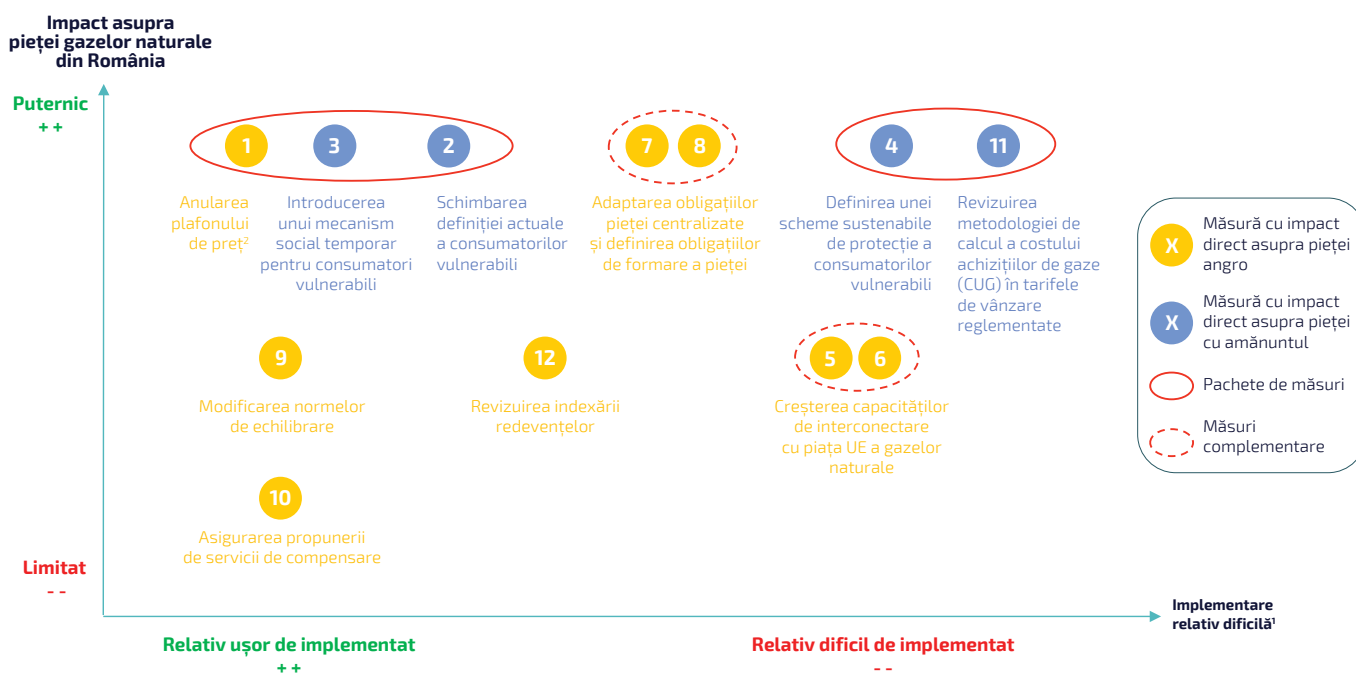 Impact asupra
pieței gazelor naturale
din România
Puternic
+ +
1
3
2
7
8
4
11
Anularea
plafonului
de preț²
Introducerea
unui mecanism
social temporar
pentru consumatori
vulnerabili
Schimbarea
definiției actuale
a consumatorilor
vulnerabili
Adaptarea obligațiilor
pieței centralizate
și definirea obligațiilor
de formare a pieței
Definirea unei
scheme sustenabile
de protecție a
consumatorilor
vulnerabili
Revizuirea
metodologiei de
calcul a costului
achizițiilor de gaze
(CUG) în tarifele
de vânzare
reglementate
9
12
5
6
Modificarea normelor
de echilibrare
Revizuirea indexării
redevențelor
Creșterea capacităților
de interconectare
cu piața UE a gazelor
naturale
10
Asigurarea propunerii
de servicii de compensare
Limitat
- -
Implementare
relativ dificilă¹
Relativ ușor de implementat
+ +
Relativ dificil de implementat
- -
X
Măsură cu impact
direct asupra pieței
angro
X
Măsură cu impact
direct asupra pieței
cu amănuntul
Pachete de măsuri
Măsuri
complementare